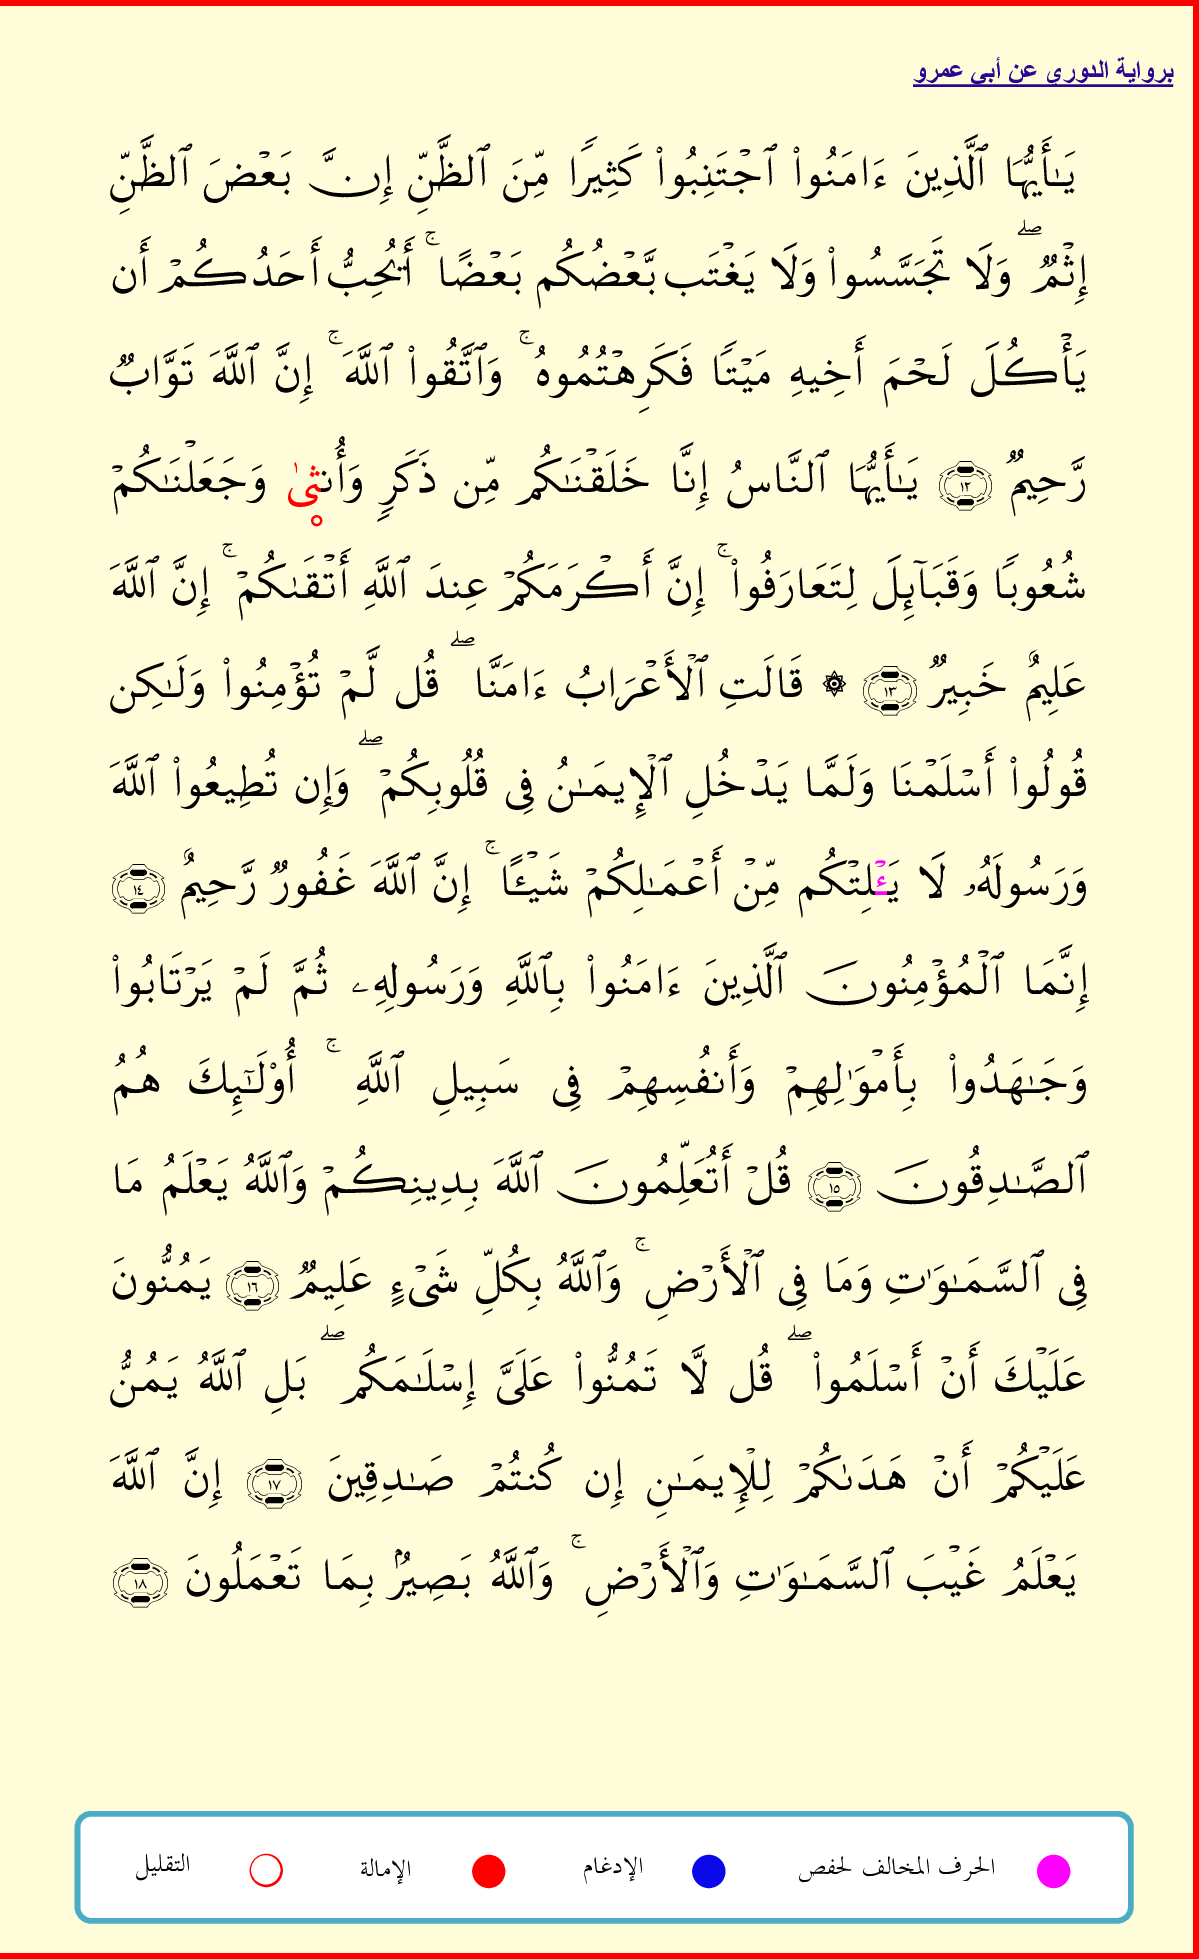 برواية الدوري عن أبي عمرو
يَـٰٓأَيُّهَا ٱلَّذِينَ ءَامَنُوا۟ ٱجْتَنِبُوا۟ كَثِيرًا مِّنَ ٱلظَّنِّ إِنَّ بَعْضَ ٱلظَّنِّ
إِثْمٌ ۖ وَلَا تَجَسَّسُوا۟ وَلَا يَغْتَب بَّعْضُكُم بَعْضًا ۚ أَيُحِبُّ أَحَدُكُمْ أَن
يَأْكُلَ لَحْمَ أَخِيهِ مَيْتًا فَكَرِهْتُمُوهُ ۚ وَٱتَّقُوا۟ ٱللَّهَ ۚ إِنَّ ٱللَّهَ تَوَّابٌ
رَّحِيمٌ ١٢ يَـٰٓأَيُّهَا ٱلنَّاسُ إِنَّا خَلَقْنَـٰكُم مِّن ذَكَرٍ وَأُنثىٰ وَجَعَلْنَـٰكُمْ
شُعُوبًا وَقَبَآئِلَ لِتَعَارَفُوا۟ ۚ إِنَّ أَكْرَمَكُمْ عِندَ ٱللَّهِ أَتْقَىٰكُمْ ۚ إِنَّ ٱللَّهَ
عَلِيمٌ خَبِيرٌ ١٣ ۞ قَالَتِ ٱلْأَعْرَابُ ءَامَنَّا ۖ قُل لَّمْ تُؤْمِنُوا۟ وَلَـٰكِن
قُولُوا۟ أَسْلَمْنَا وَلَمَّا يَدْخُلِ ٱلْإِيمَـٰنُ فِى قُلُوبِكُمْ ۖ وَإِن تُطِيعُوا۟ ٱللَّهَ
وَرَسُولَهُۥ لَا يَـْٔلِتْكُم مِّنْ أَعْمَـٰلِكُمْ شَيْـًٔا ۚ إِنَّ ٱللَّهَ غَفُورٌ رَّحِيمٌ ١٤
إِنَّمَا ٱلْمُؤْمِنُونَ ٱلَّذِينَ ءَامَنُوا۟ بِٱللَّهِ وَرَسُولِهِۦ ثُمَّ لَمْ يَرْتَابُوا۟
وَجَـٰهَدُوا۟ بِأَمْوَٰلِهِمْ وَأَنفُسِهِمْ فِى سَبِيلِ ٱللَّهِ ۚ أُو۟لَـٰٓئِكَ هُمُ
ٱلصَّـٰدِقُونَ ١٥ قُلْ أَتُعَلِّمُونَ ٱللَّهَ بِدِينِكُمْ وَٱللَّهُ يَعْلَمُ مَا
فِى ٱلسَّمَـٰوَٰتِ وَمَا فِى ٱلْأَرْضِ ۚ وَٱللَّهُ بِكُلِّ شَىْءٍ عَلِيمٌ ١٦ يَمُنُّونَ
عَلَيْكَ أَنْ أَسْلَمُوا۟ ۖ قُل لَّا تَمُنُّوا۟ عَلَىَّ إِسْلَـٰمَكُم ۖ بَلِ ٱللَّهُ يَمُنُّ
عَلَيْكُمْ أَنْ هَدَىٰكُمْ لِلْإِيمَـٰنِ إِن كُنتُمْ صَـٰدِقِينَ ١٧ إِنَّ ٱللَّهَ
يَعْلَمُ غَيْبَ ٱلسَّمَـٰوَٰتِ وَٱلْأَرْضِ ۚ وَٱللَّهُ بَصِيرٌۢ بِمَا تَعْمَلُونَ ١٨
الحرف المخالف لحفص الإدغام الإمالة التقليل